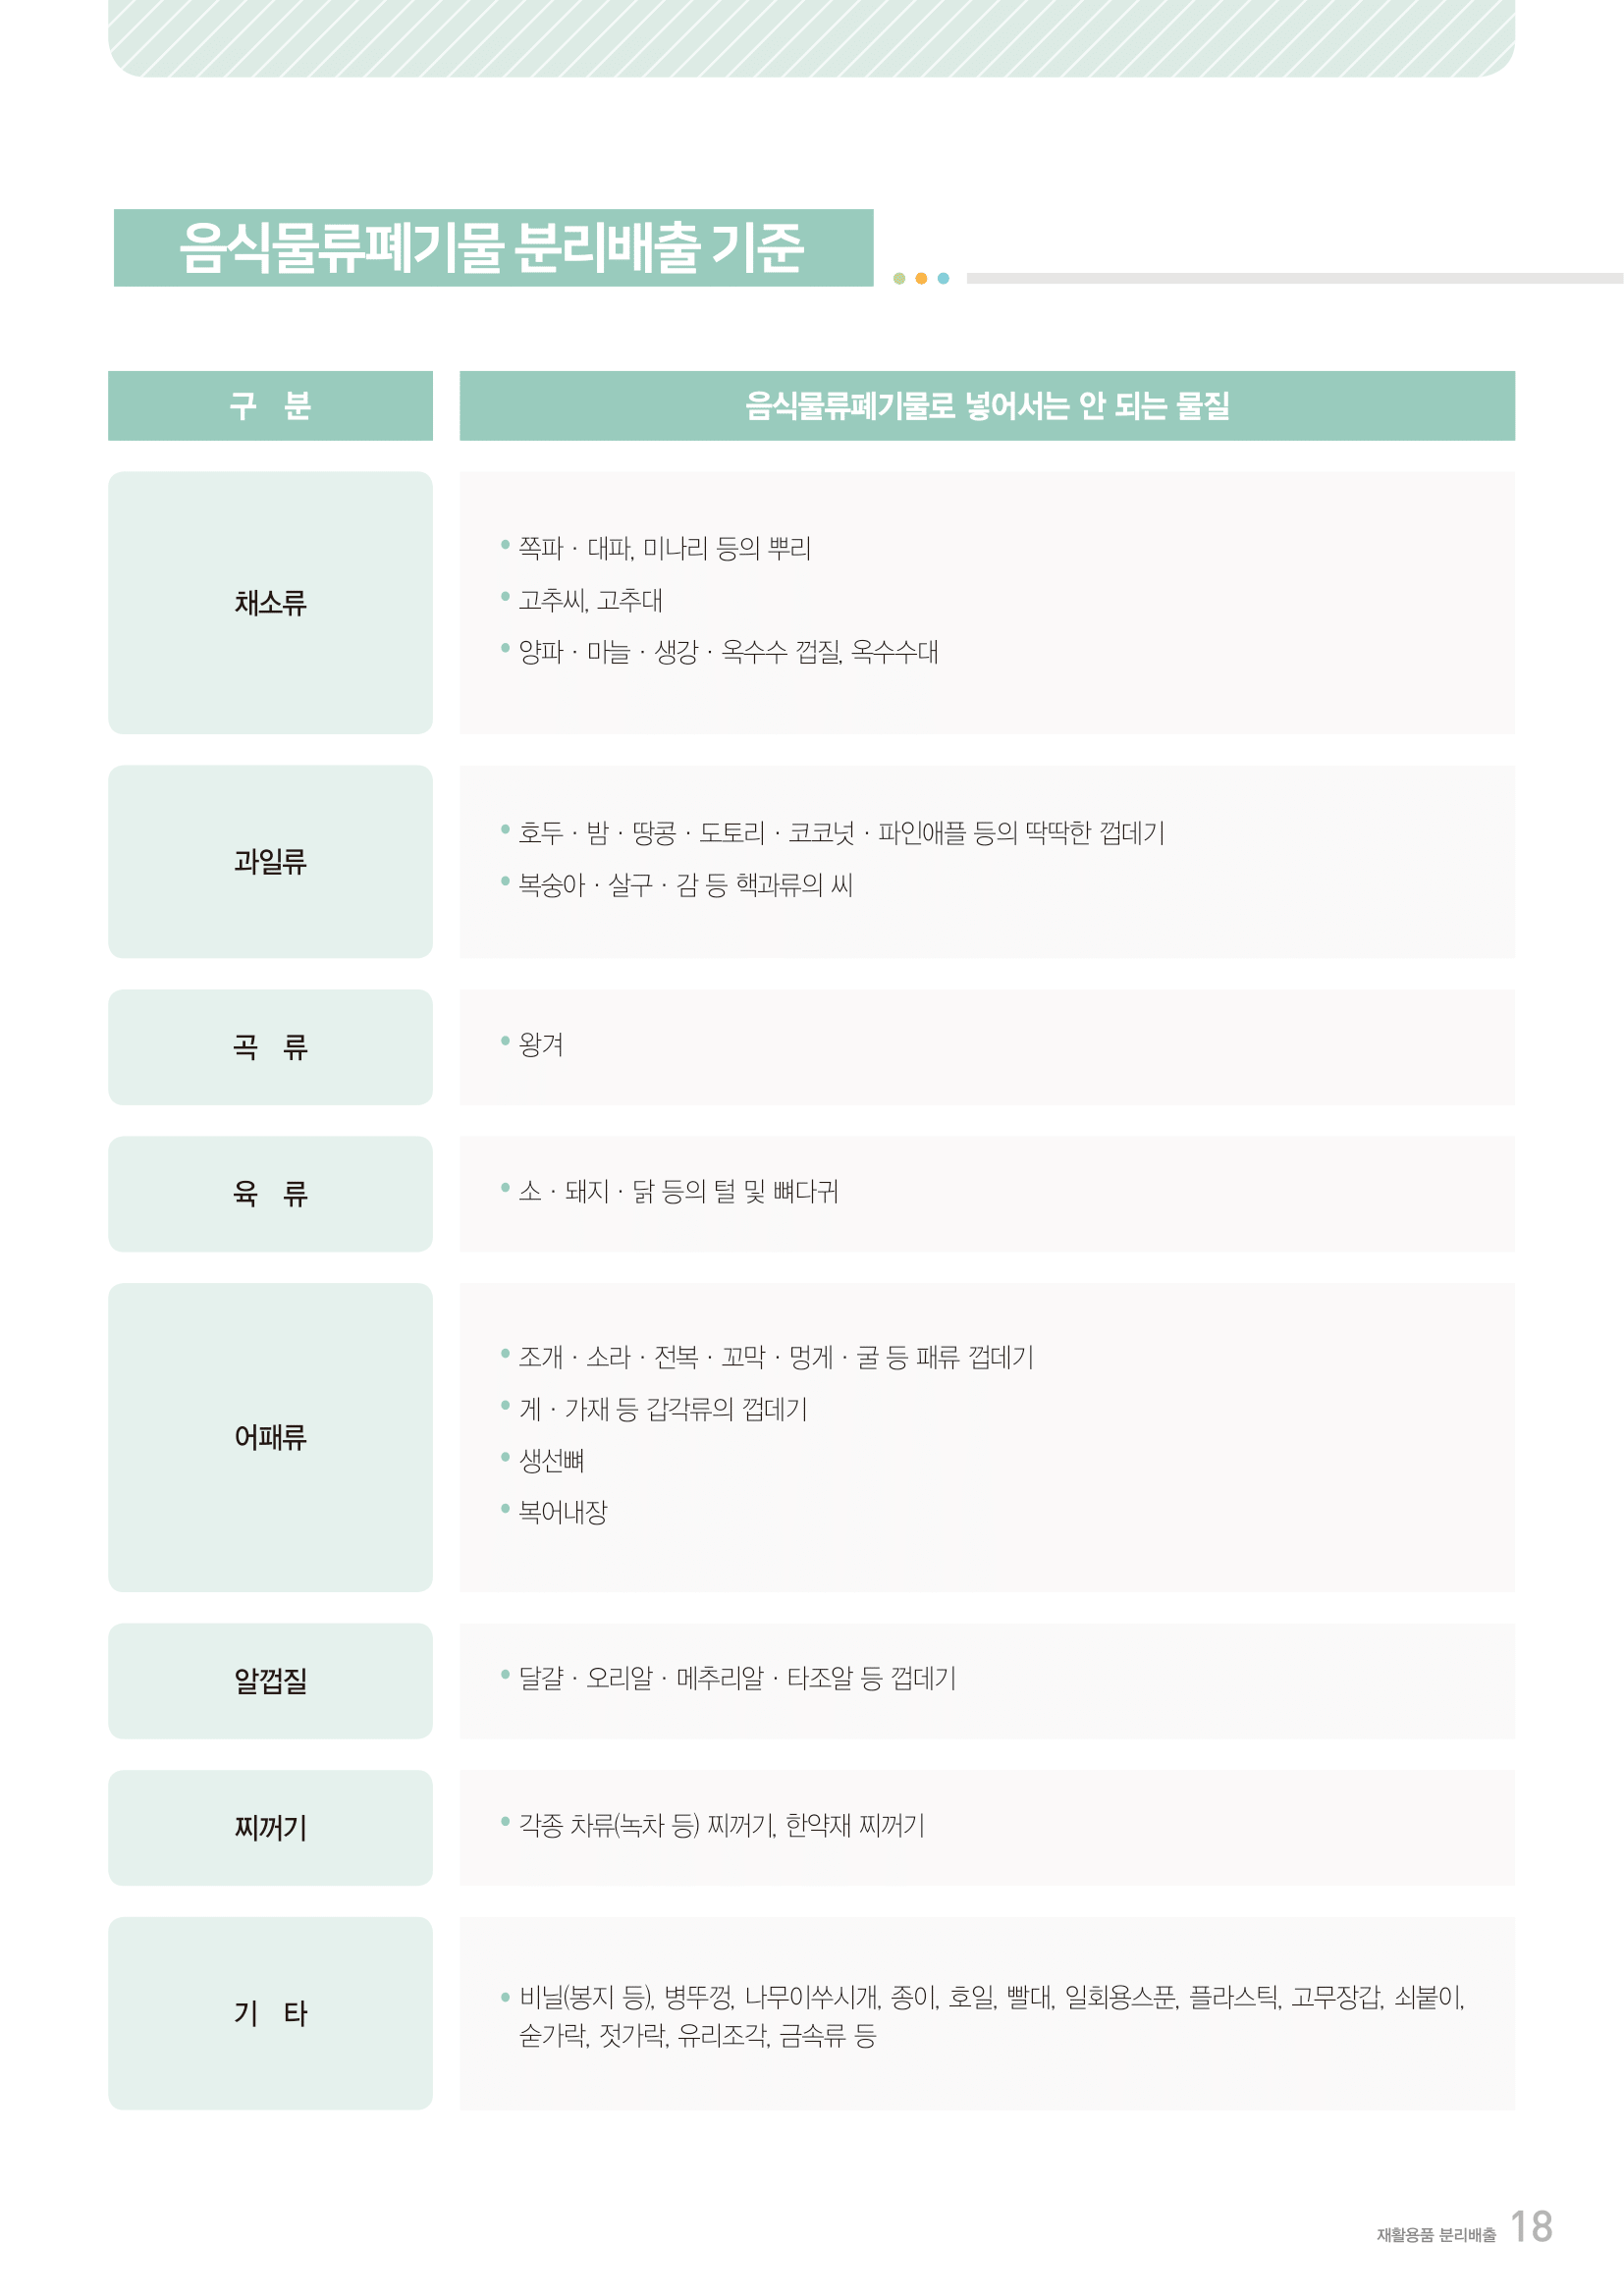 음식물류폐기물 분리배출 기준
구 분
음식물류폐기물로 넣어서는 안 되는 물질
채소류
• 쪽파 · 대파, 미나리 등의 뿌리
• 고추씨, 고추대
• 양파 · 마늘 · 생강 · 옥수수 껍질, 옥수수대
과일류
• 호두 · 밤 · 땅콩 · 도토리 · 코코넛 · 파인애플 등의 딱딱한 껍데기
• 복숭아 · 살구 · 감 등 핵과류의 씨
곡 류
• 왕겨
육 류
• 소 · 돼지 · 닭 등의 털 및 뼈다귀
어패류
• 조개 · 소라 · 전복 · 꼬막 · 멍게 · 굴 등 패류 껍데기
• 게 · 가재 등 갑각류의 껍데기
• 생선뼈
• 복어내장
알껍질
• 달걀 · 오리알 · 메추리알 · 타조알 등 껍데기
찌꺼기
• 각종 차류(녹차 등) 찌꺼기, 한약재 찌꺼기
기 타
• 비닐(봉지 등), 병뚜껑, 나무이쑤시개, 종이, 호일, 빨대, 일회용스푼, 플라스틱, 고무장갑, 쇠붙이,
숟가락, 젓가락, 유리조각, 금속류 등
재활용품 분리배출 18